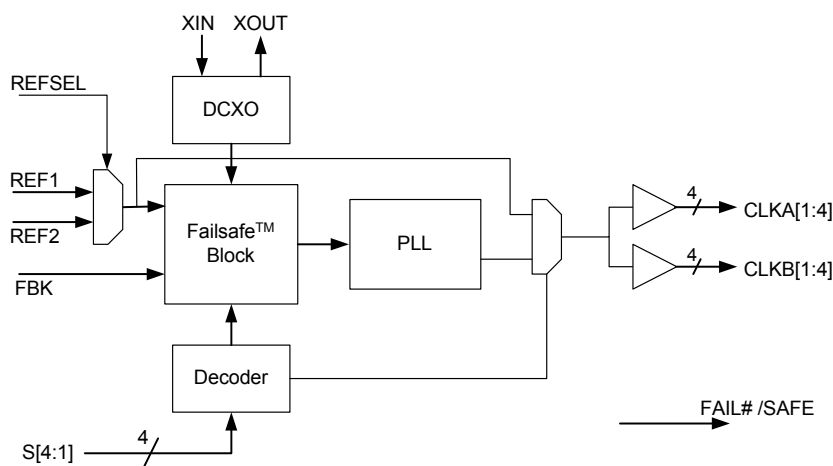 XIN XOUT
REFSEL
DCXO
REF1
REF2
Failsafe™
Block
PLL
4
CLKA[1:4]
4
CLKB[1:4]
FBK
Decoder
FAIL# /SAFE
4
S[4:1]